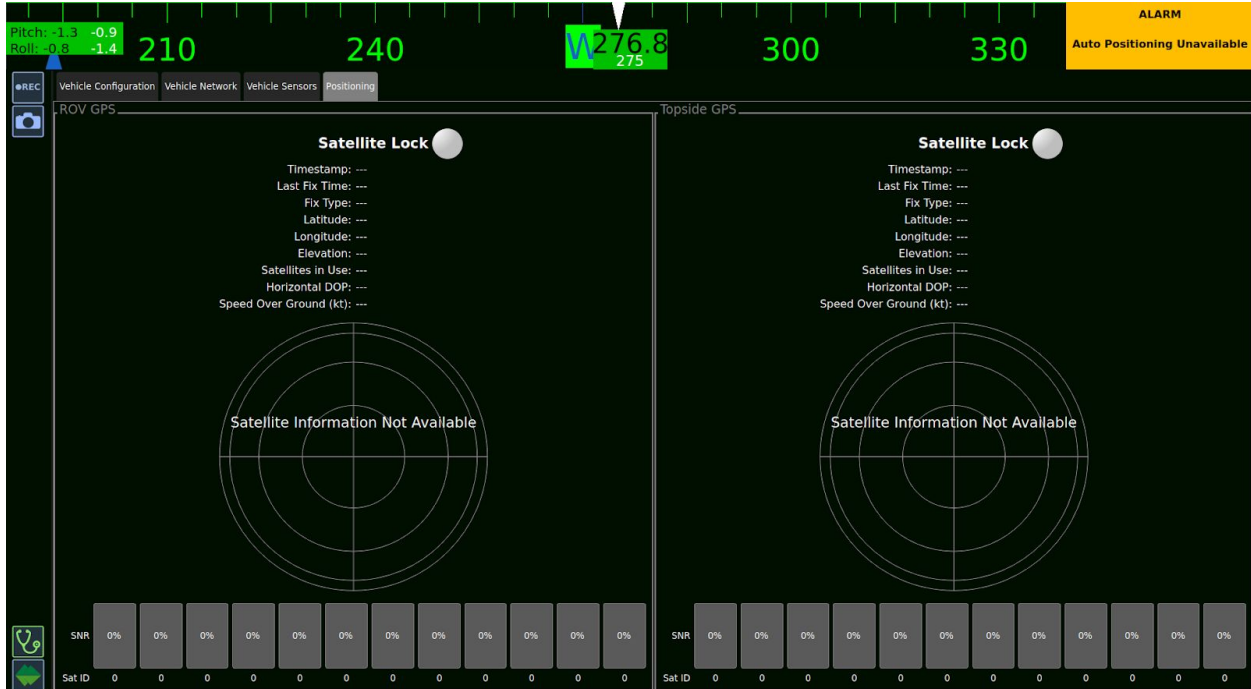 Pitch: -1.3 -0.9
Roll: -0.8 -1.4
210 240 W 276.8 300 330
275
ALARM
Auto Positioning Unavailable
REC
Vehicle Configuration Vehicle Network Vehicle Sensors Positioning
ROV GPS
Satellite Lock
Timestamp: ---
Last Fix Time: ---
Fix Type: ---
Latitude: ---
Longitude: ---
Elevation: ---
Satellites in Use: ---
Horizontal DOP: ---
Speed Over Ground (kt): ---
Satellite Information Not Available
SNR 0% 0% 0% 0% 0% 0% 0% 0% 0% 0% 0% 0%
Sat ID 0 0 0 0 0 0 0 0 0 0 0 0
Topside GPS
Satellite Lock
Timestamp: ---
Last Fix Time: ---
Fix Type: ---
Latitude: ---
Longitude: ---
Elevation: ---
Satellites in Use: ---
Horizontal DOP: ---
Speed Over Ground (kt): ---
Satellite Information Not Available
SNR 0% 0% 0% 0% 0% 0% 0% 0% 0% 0% 0% 0%
Sat ID 0 0 0 0 0 0 0 0 0 0 0 0